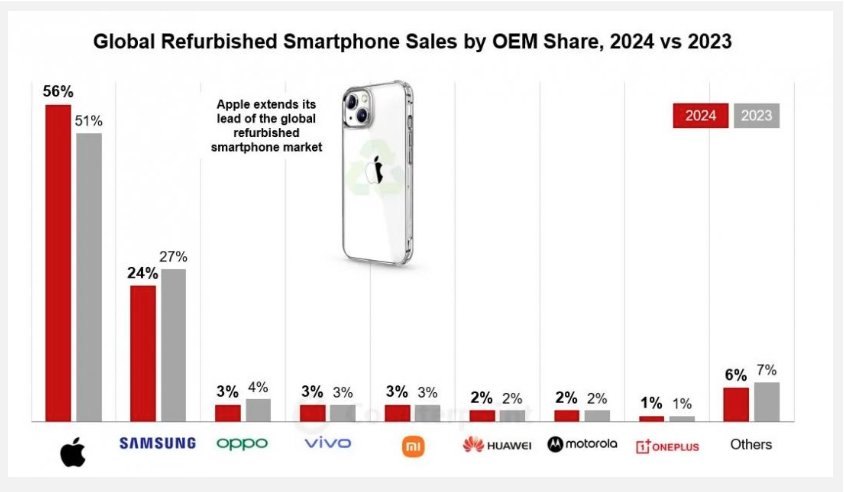 Global Refurbished Smartphone Sales by OEM Share, 2024 vs 2023
56%
51%
Apple extends its
lead of the global
refurbished
smartphone market
2024
2023
24%
27%
3%
4%
3%
3%
3%
3%
2%
2%
2%
2%
1%
1%
6%
7%
Counterpoint
SAMSUNG
oppo
vivo
mi
HUAWEI
motorola
1+ ONEPLUS
Others